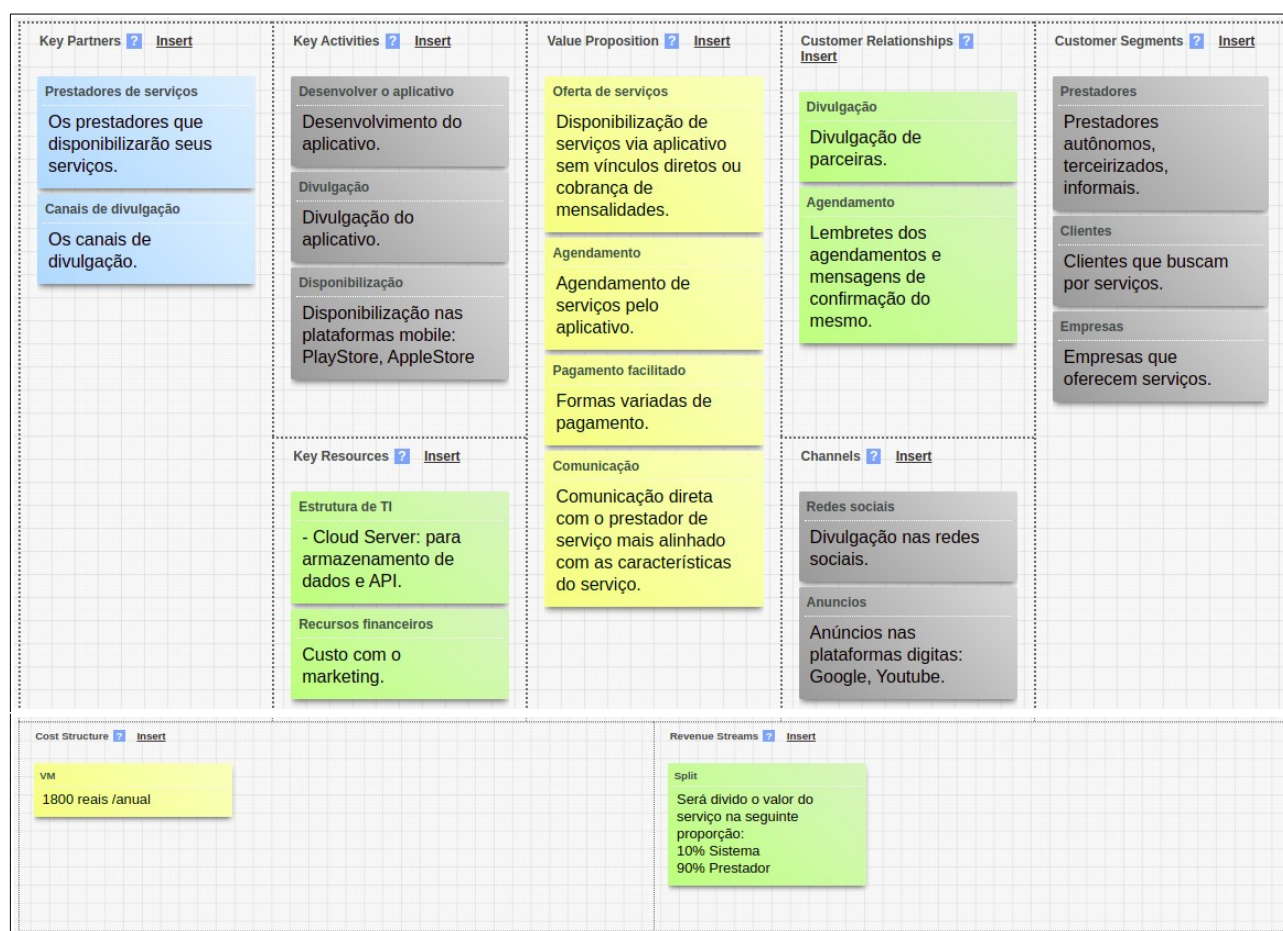 Key Partners ? Insert
Prestadores de serviços
Os prestadores que
disponibilizarão seus
serviços.
Canais de divulgação
Os canais de
divulgação.
Key Activities ? Insert
Desenvolver o aplicativo
Desenvolvimento do
aplicativo.
Divulgação
Divulgação do
aplicativo.
Disponibilização
Disponibilização nas
plataformas mobile:
PlayStore, AppleStore
Key Resources ? Insert
Estrutura de TI
- Cloud Server: para
armazenamento de
dados e API.
Recursos financeiros
Custo com o
marketing.
Value Proposition ? Insert
Oferta de serviços
Disponibilização de
serviços via aplicativo
sem vínculos diretos ou
cobrança de
mensalidades.
Agendamento
Agendamento de
serviços pelo
aplicativo.
Pagamento facilitado
Formas variadas de
pagamento.
Comunicação
Comunicação direta
com o prestador de
serviço mais alinhado
com as características
do serviço.
Customer Relationships ?
Insert
Divulgação
Divulgação de
parceiras.
Agendamento
Lembretes dos
agendamentos e
mensagens de
confirmação do
mesmo.
Channels ? Insert
Redes sociais
Divulgação nas redes
sociais.
Anuncios
Anúncios nas
plataformas digitas:
Google, Youtube.
Customer Segments ? Insert
Prestadores
Prestadores
autônomos,
terceirizados,
informais.
Clientes
Clientes que buscam
por serviços.
Empresas
Empresas que
oferecem serviços.
Cost Structure ? Insert
VM
1800 reais /anual
Revenue Streams ? Insert
Split
Será divido o valor do
serviço na seguinte
proporção:
10% Sistema
90% Prestador